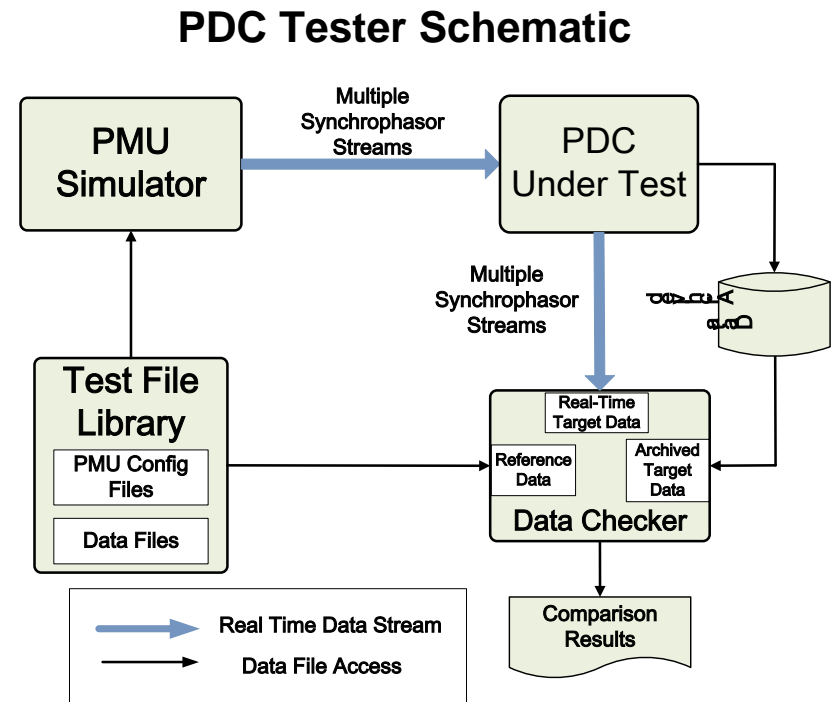 PDC Tester Schematic
PMU
Simulator
Multiple
Synchrophasor
Streams
PDC
Under Test
Multiple
Synchrophasor
Streams
Test File
Library
PMU Config
Files
Data Files
Real-Time
Target Data
Reference
Data
Archived
Target
Data
Data Checker
Comparison
Results
Real Time Data Stream
Data File Access